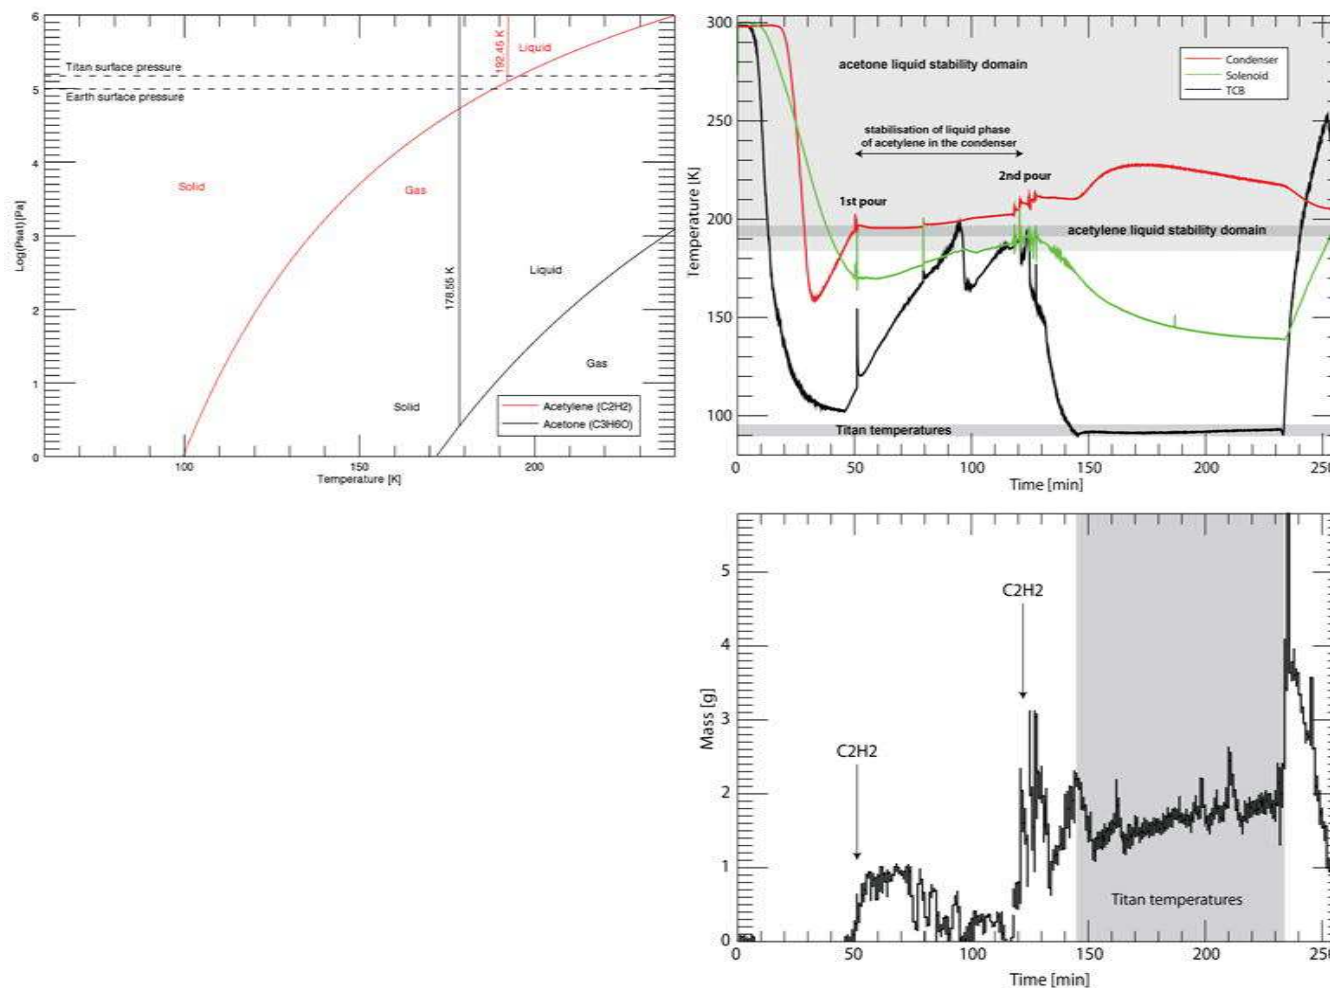 6
5
4
3
2
1
0
Log(Psat)[Pa]
Titan surface pressure
Earth surface pressure
192.45 K
Liquid
Solid
Gas
178.55 K
Liquid
Gas
Solid
Acetylene (C2H2)
Acetone (C3H6O)
100
150
200
Temperature [K]
300
250
200
150
100
Temperature [K]
acetone liquid stability domain
Condenser
Solenoid
TCB
stabilisation of liquid phase
of acetylene in the condenser
1st pour
2nd pour
acetylene liquid stability domain
Titan temperatures
0
50
100
150
200
250
Time [min]
5
4
3
2
1
0
Mass [g]
C2H2
C2H2
Titan temperatures
0
50
100
150
200
Time [min]